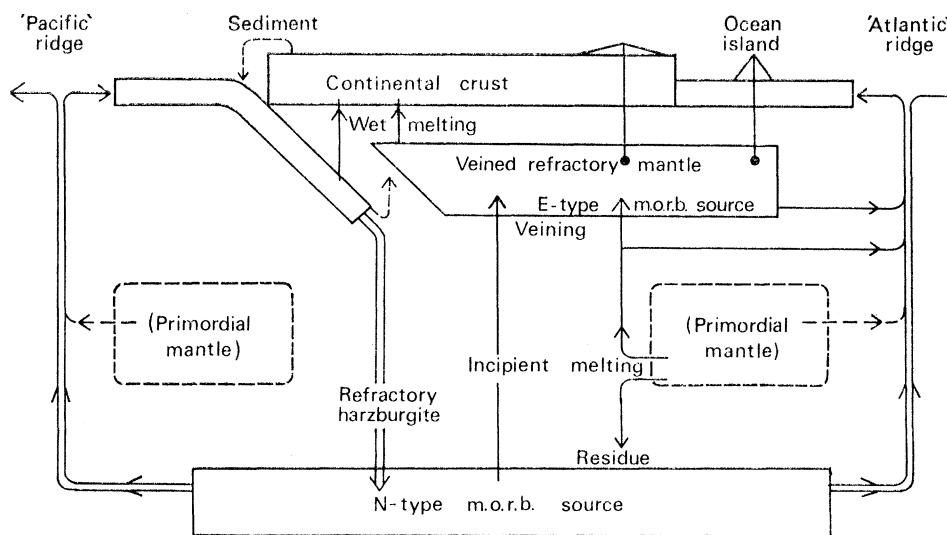 'Pacific'
ridge
Sediment
Ocean
island
'Atlantic'
ridge
Continental crust
Wet melting
Veined refractory mantle
E-type m.o.r.b. source
Veining
(Primordial
mantle)
(Primordial
mantle)
Incipient melting
Refractory
harzburgite
Residue
N-type m.o.r.b. source